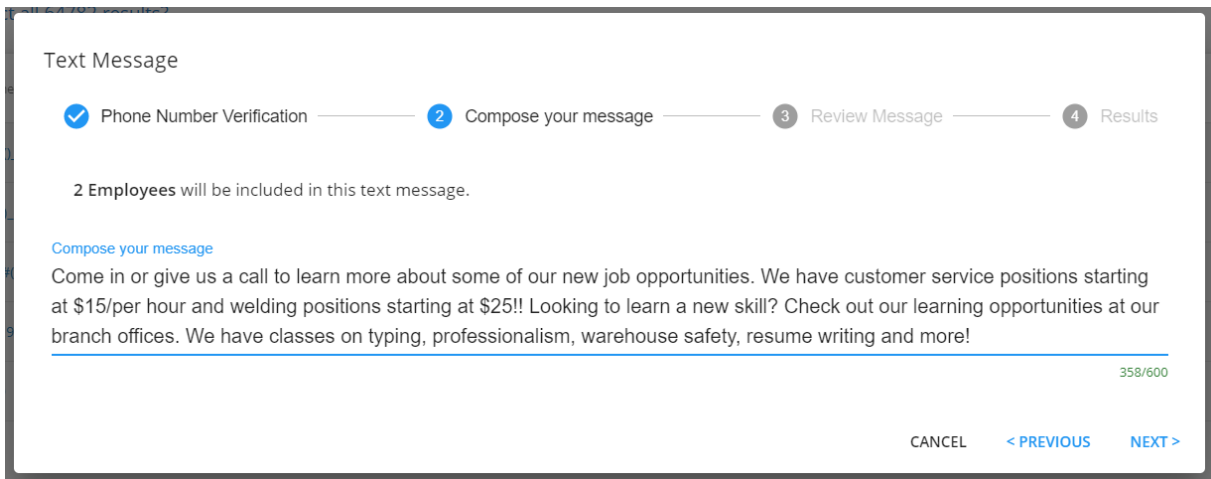 ct all 64782 results?
Text Message
Phone Number Verification
2 Compose your message
3 Review Message
4 Results
2 Employees will be included in this text message.
Compose your message
Come in or give us a call to learn more about some of our new job opportunities. We have customer service positions starting
at $15/per hour and welding positions starting at $25!! Looking to learn a new skill? Check out our learning opportunities at our
branch offices. We have classes on typing, professionalism, warehouse safety, resume writing and more!
358/600
CANCEL < PREVIOUS NEXT >